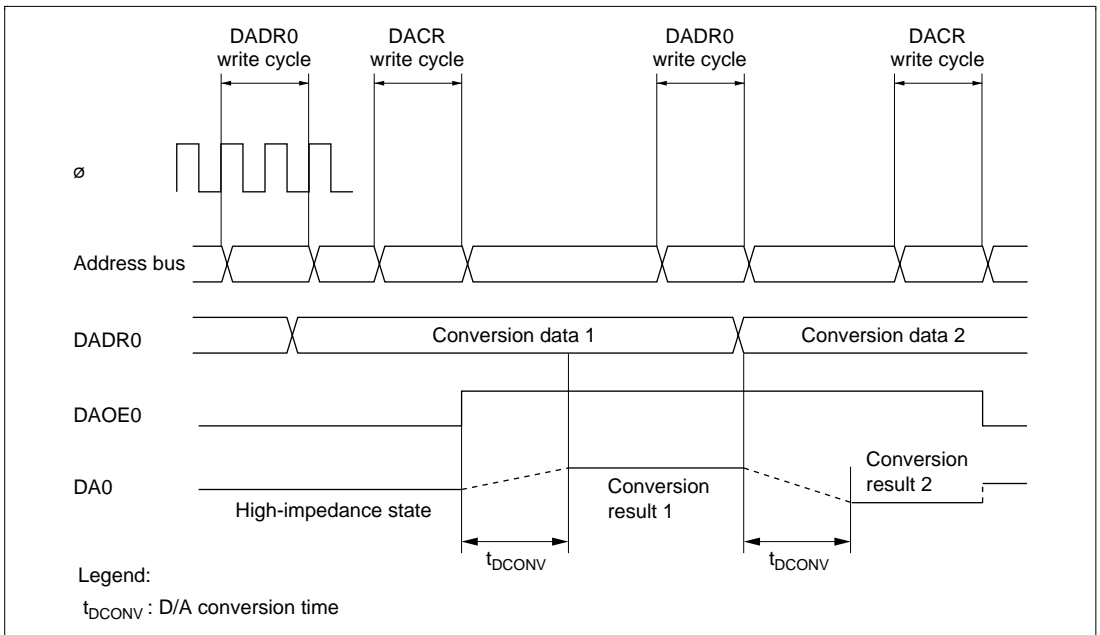 DADR0
write cycle
DACR
write cycle
DADR0
write cycle
DACR
write cycle
ø
Address bus
DADR0
Conversion data 1
Conversion data 2
DAOE0
DA0
High-impedance state
Conversion
result 1
Conversion
result 2
tDCONV
tDCONV
Legend:
tDCONV : D/A conversion time